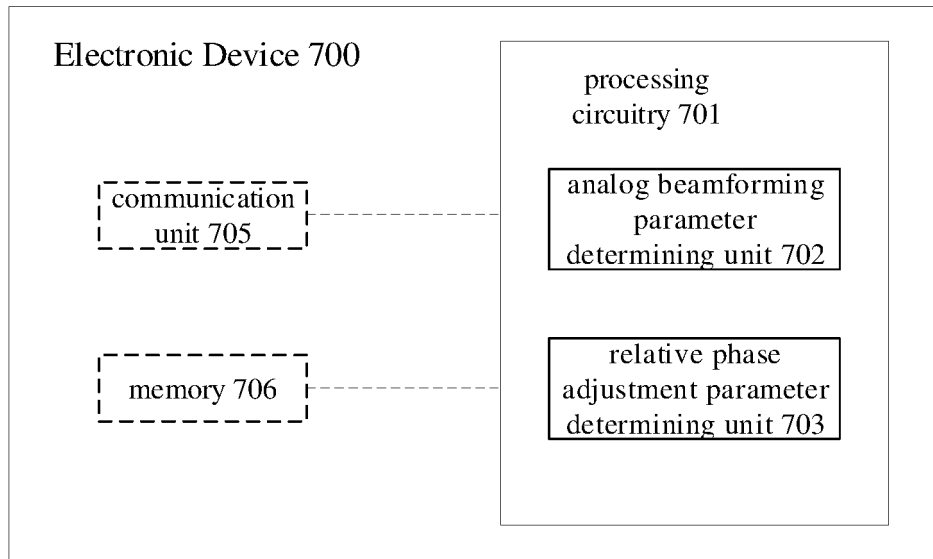 Electronic Device 700
processing
circuitry 701
communication
unit 705
analog beamforming
parameter
determining unit 702
memory 706
relative phase
adjustment parameter
determining unit 703